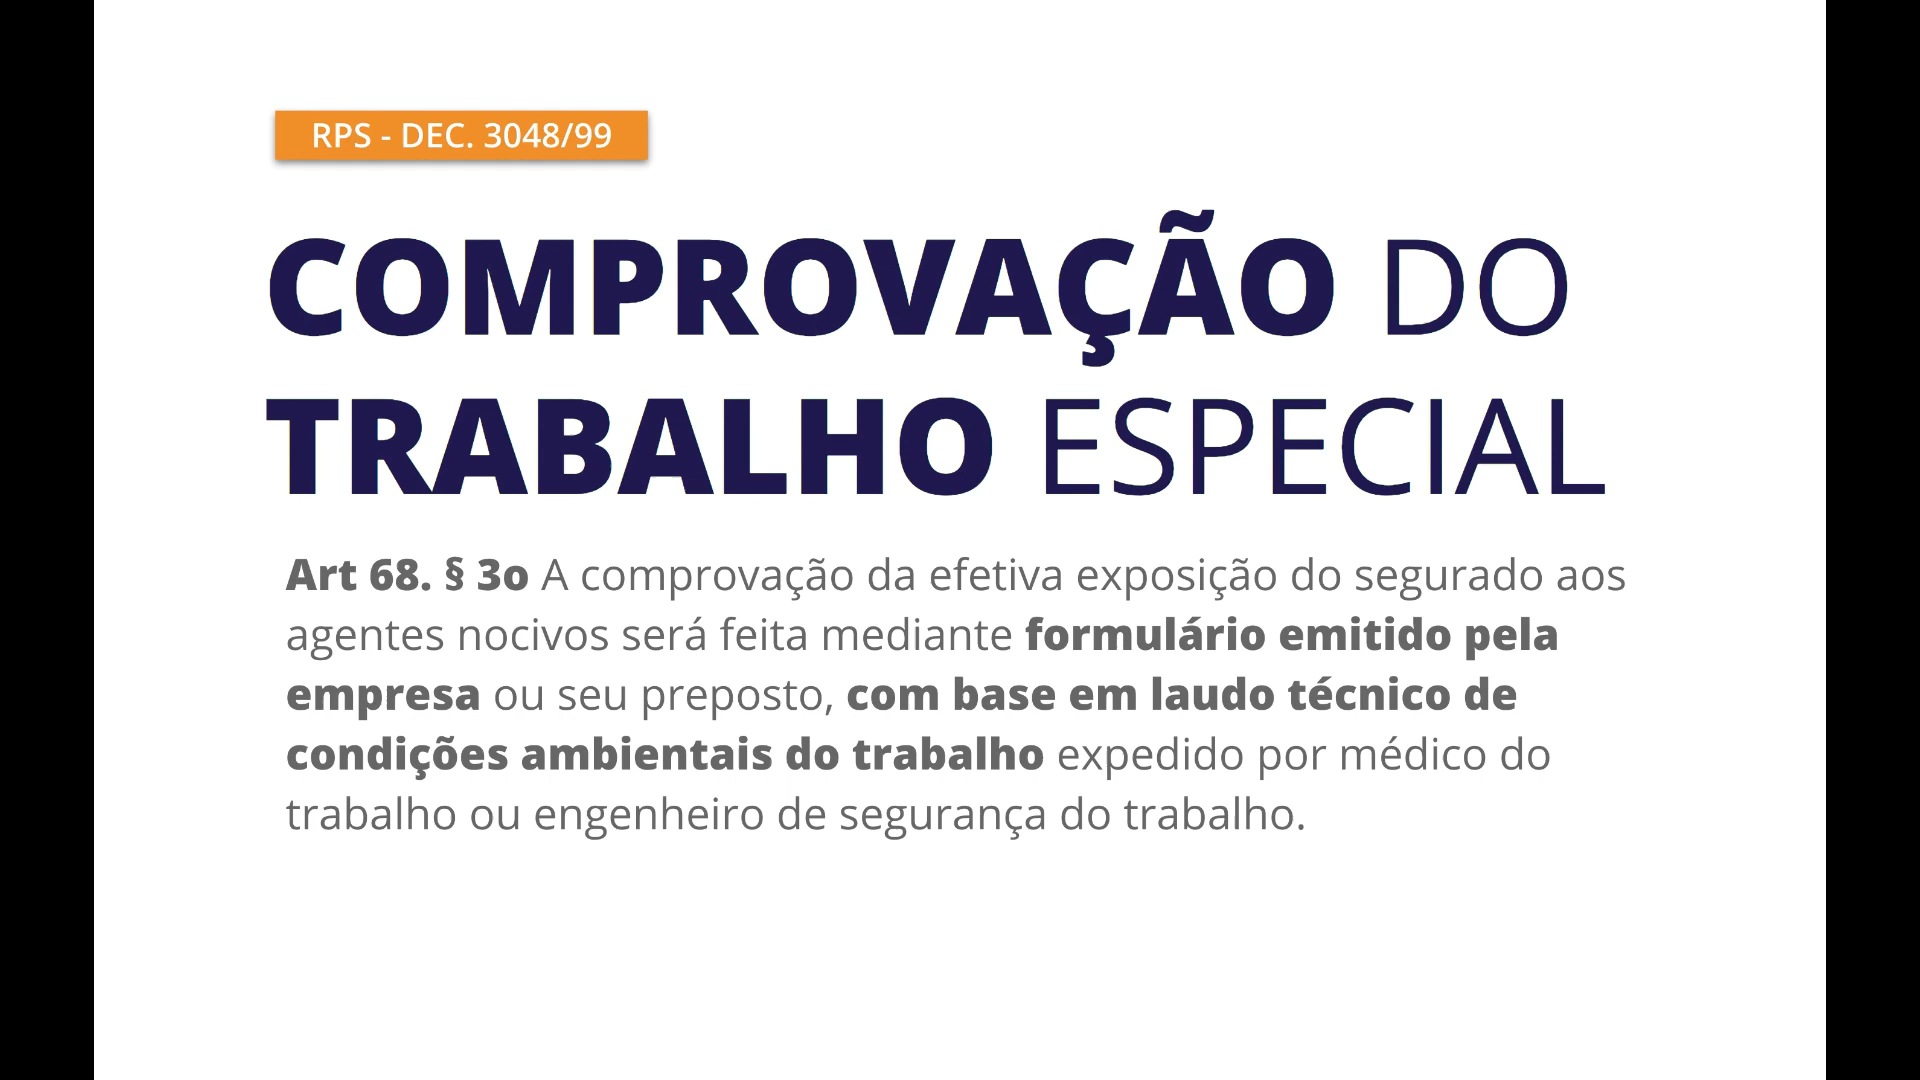 RPS - DEC. 3048/99
COMPROVAÇÃO DO
TRABALHO ESPECIAL
Art 68. § 3o A comprovação da efetiva exposição do segurado aos
agentes nocivos será feita mediante formulário emitido pela
empresa ou seu preposto, com base em laudo técnico de
condições ambientais do trabalho expedido por médico do
trabalho ou engenheiro de segurança do trabalho.